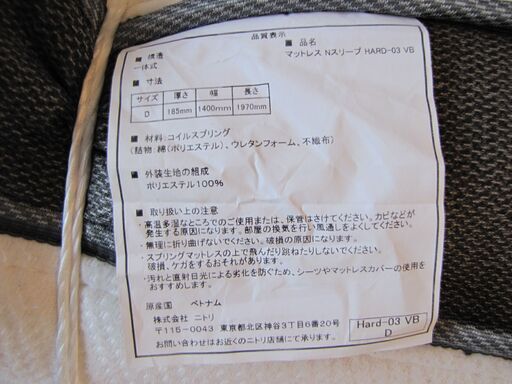 品質表示
■ 構造
一体式
■ 品名
マットレス Nスリープ HARD-03 VB
■ 寸法
サイズ 厚さ 幅 長さ
D 185mm 1400mm 1970mm
■ 材料:コイルスプリング
(詰物:綿(ポリエステル)、ウレタンフォーム、不織布)
■ 外装生地の組成
ポリエステル100%
■ 取り扱い上の注意
・高温多湿なところでのご使用または、保管はさけてください。カビなどが
発生する原因になります。部屋の換気を行い風通しをよくしてください。
・無理に折り曲げないでください。破損の原因になります。
・スプリングマットレスの上で飛んだり跳ねたりしないでください。
破損、ケガをするおそれがあります。
・汚れと直射日光による劣化を防ぐため、シーツやマットレスカバーの使用を
おすすめします。
原産国 ベトナム
株式会社 ニトリ
〒115-0043 東京都北区神谷3丁目6番20号
お問い合わせはお近くのニトリ店舗にて承ります。
Hard-03 VB
D